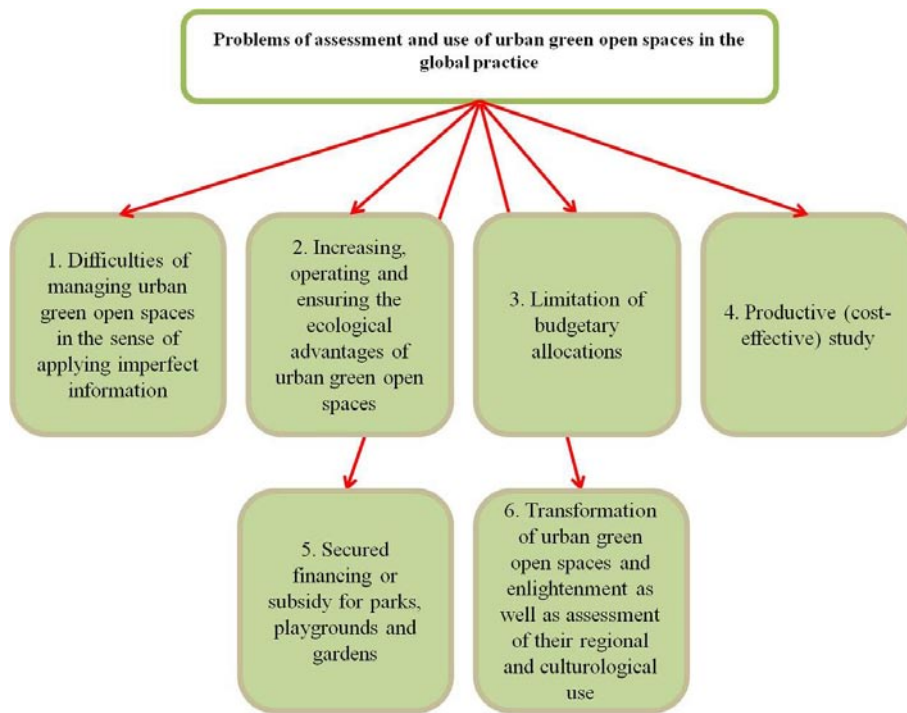 Problems of assessment and use of urban green open spaces in the
global practice
1. Difficulties of
managing urban
green open spaces
in the sense of
applying imperfect
information
2. Increasing,
operating and
ensuring the
ecological
advantages of
urban green open
spaces
3. Limitation of
budgetary
allocations
4. Productive (cost-
effective) study
5. Secured
financing or
subsidy for parks,
playgrounds and
gardens
6. Transformation
of urban green
open spaces and
enlightenment as
well as assessment
of their regional
and culturological
use